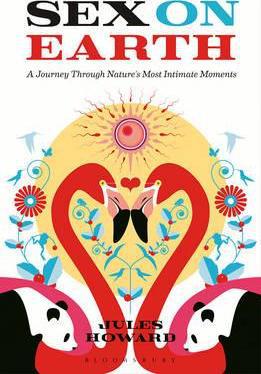 SEX ON
EARTH
A Journey Through Nature's Most Intimate Moments
JULES
HOWARD
BLOOMSBURY